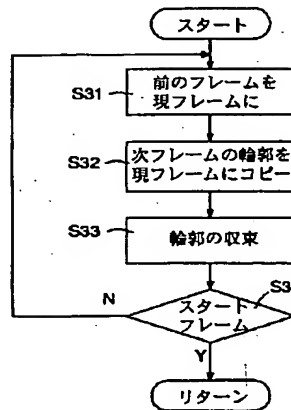 スタート
S31
前のフレームを
現フレームに
S32
次フレームの輪郭を
現フレームにコピー
S33
輪郭の収束
S3
N
スタート
フレーム
Y
リターン